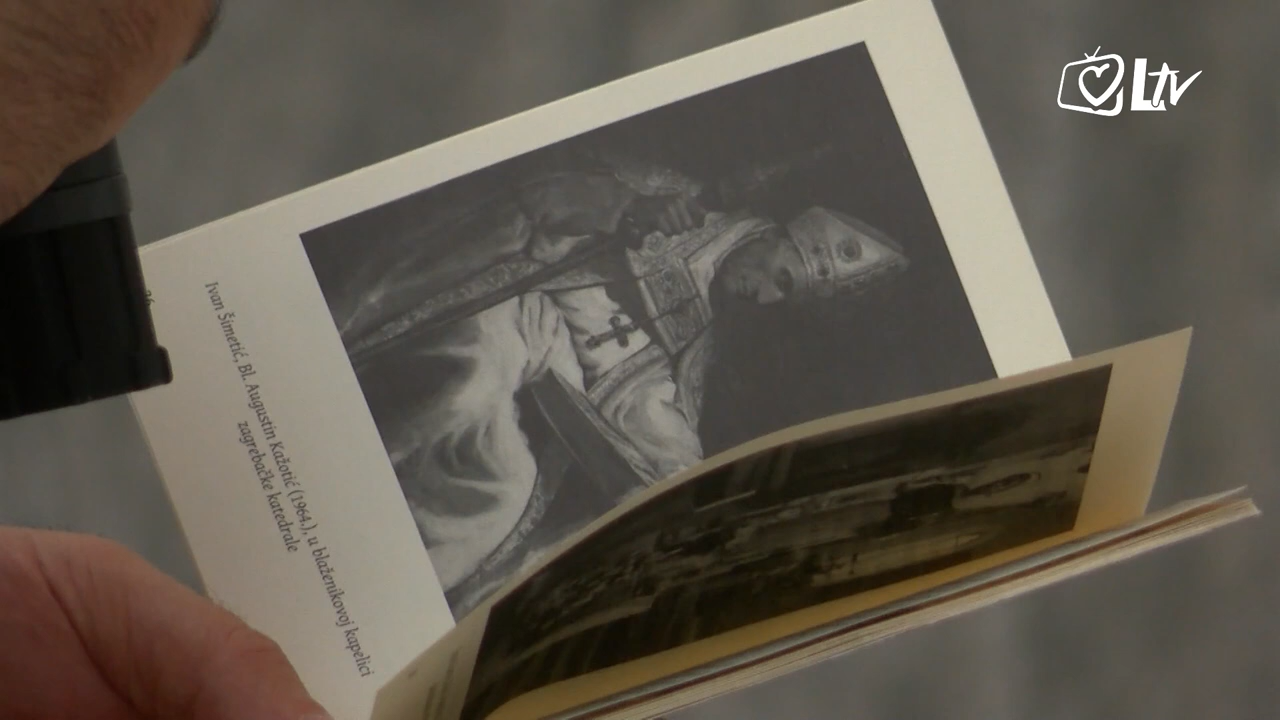 LTV
Ivan Šimetić, Bl. Augustin Kažotić (1964.), u blaženikovoj kapelici
zagrebačke katedrale